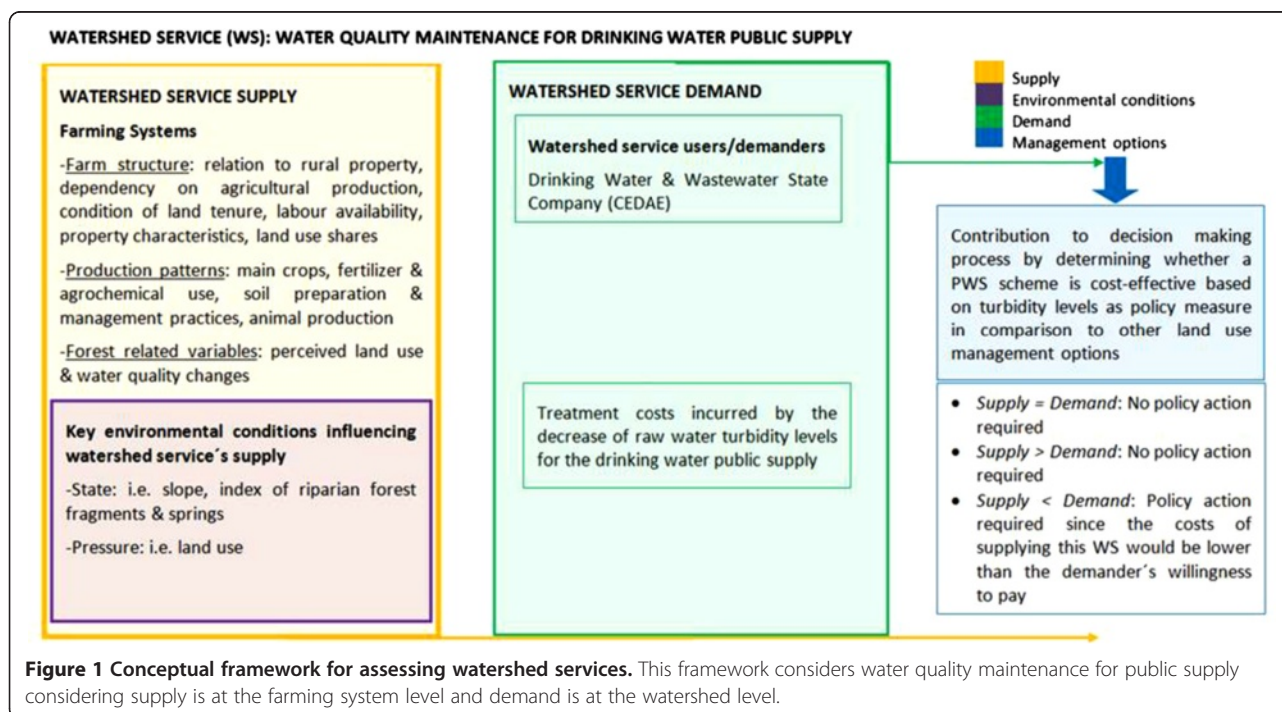 WATERSHED SERVICE (WS): WATER QUALITY MAINTENANCE FOR DRINKING WATER PUBLIC SUPPLY
WATERSHED SERVICE SUPPLY
Farming Systems
-Farm structure: relation to rural property,
dependency on agricultural production,
condition of land tenure, labour availability,
property characteristics, land use shares
-Production patterns: main crops, fertilizer &
agrochemical use, soil preparation &
management practices, animal production
-Forest related variables: perceived land use
& water quality changes
Key environmental conditions influencing
watershed service´s supply
-State: i.e. slope, index of riparian forest
fragments & springs
-Pressure: i.e. land use
WATERSHED SERVICE DEMAND
Watershed service users/demanders
Drinking Water & Wastewater State
Company (CEDAE)
Treatment costs incurred by the
decrease of raw water turbidity levels
for the drinking water public supply
Supply
Environmental conditions
Demand
Management options
Contribution to decision making
process by determining whether a
PWS scheme is cost-effective based
on turbidity levels as policy measure
in comparison to other land use
management options
• Supply = Demand: No policy action
required
• Supply > Demand: No policy action
required
• Supply < Demand: Policy action
required since the costs of
supplying this WS would be lower
than the demander´s willingness
to pay
Figure 1 Conceptual framework for assessing watershed services. This framework considers water quality maintenance for public supply
considering supply is at the farming system level and demand is at the watershed level.